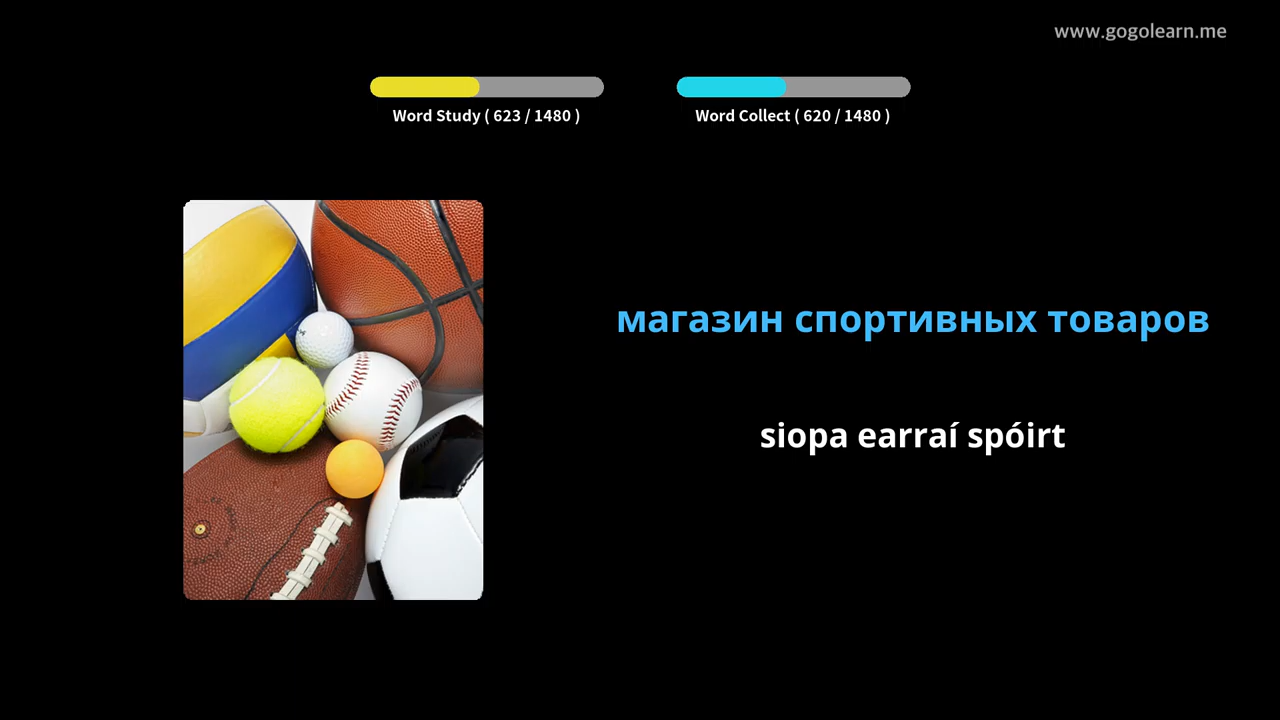 www.gogolearn.me
Word Study ( 623 / 1480 )
Word Collect ( 620 / 1480 )
магазин спортивных товаров
siopa earraí spóirt